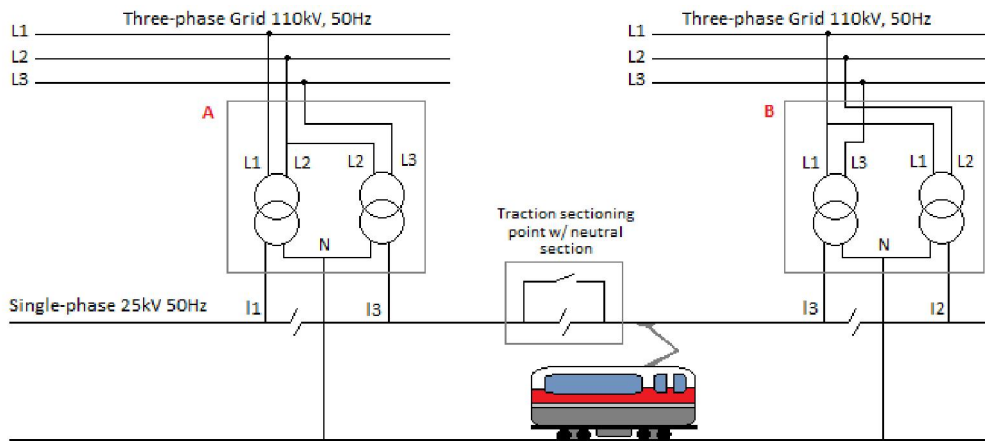 Three-phase Grid 110kV, 50Hz
L1
L2
L3
A
L1 L2 L2 L3
N
Single-phase 25kV 50Hz
I1 I3
Traction sectioning
point w/ neutral
section
Three-phase Grid 110kV, 50Hz
L1
L2
L3
B
L1 L3 L1 L2
N
I3 I2